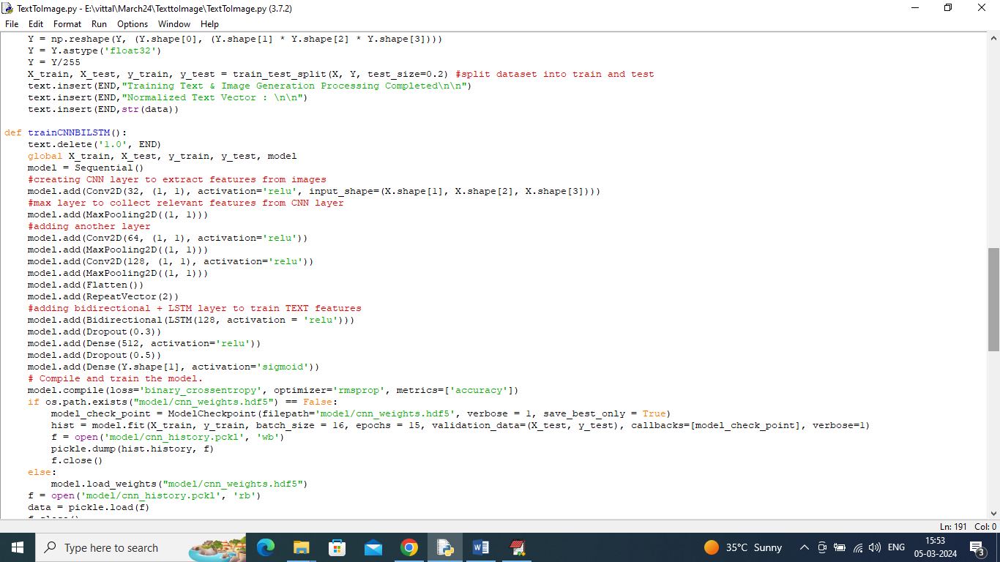 TextToImage.py - E:\vittal\March24\TexttoImage\TextToImage.py (3.7.2)
File Edit Format Run Options Window Help
    Y = np.reshape(Y, (Y.shape[0], (Y.shape[1] * Y.shape[2] * Y.shape[3])))
    Y = Y.astype('float32')
    Y = Y/255
    X_train, X_test, y_train, y_test = train_test_split(X, Y, test_size=0.2) #split dataset into train and test
    text.insert(END,"Training Text & Image Generation Processing Completed\n\n")
    text.insert(END,"Normalized Text Vector : \n\n")
    text.insert(END,str(data))
def trainCNNBILSTM():
    text.delete('1.0', END)
    global X_train, X_test, y_train, y_test, model
    model = Sequential()
    #creating CNN layer to extract features from images
    model.add(Conv2D(32, (1, 1), activation='relu', input_shape=(X.shape[1], X.shape[2], X.shape[3])))
    #max layer to collect relevant features from CNN layer
    model.add(MaxPooling2D((1, 1)))
    #adding another layer
    model.add(Conv2D(64, (1, 1), activation='relu'))
    model.add(MaxPooling2D((1, 1)))
    model.add(Conv2D(128, (1, 1), activation='relu'))
    model.add(MaxPooling2D((1, 1)))
    model.add(Flatten())
    model.add(RepeatVector(2))
    #adding bidirectional + LSTM layer to train TEXT features
    model.add(Bidirectional(LSTM(128, activation = 'relu')))
    model.add(Dropout(0.3))
    model.add(Dense(512, activation='relu'))
    model.add(Dropout(0.5))
    model.add(Dense(Y.shape[1], activation='sigmoid'))
    # Compile and train the model.
    model.compile(loss='binary_crossentropy', optimizer='rmsprop', metrics=['accuracy'])
    if os.path.exists("model/cnn_weights.hdf5") == False:
        model_check_point = ModelCheckpoint(filepath='model/cnn_weights.hdf5', verbose = 1, save_best_only = True)
        hist = model.fit(X_train, y_train, batch_size = 16, epochs = 15, validation_data=(X_test, y_test), callbacks=[model_check_point], verbose=1)
        f = open('model/cnn_history.pckl', 'wb')
        pickle.dump(hist.history, f)
        f.close()
    else:
        model.load_weights("model/cnn_weights.hdf5")
    f = open('model/cnn_history.pckl', 'rb')
    data = pickle.load(f)
Ln: 191 Col: 0
Type here to search
35°C Sunny
ENG
15:53
05-03-2024
3